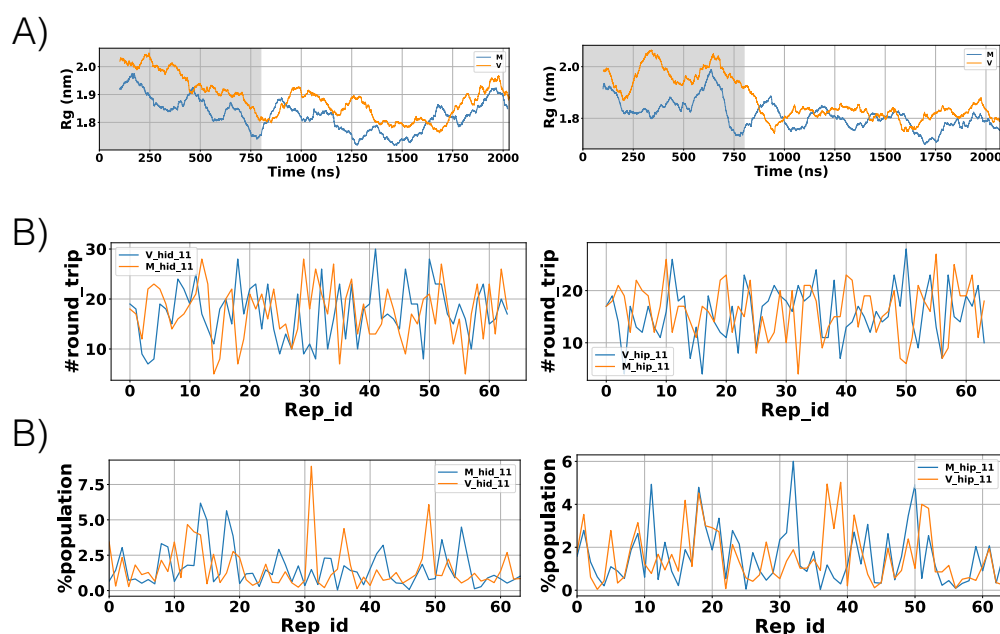 A)
Rg (nm)
2.0
1.9
1.8
0 250 500 750 1000 1250 1500 1750 2000
Time (ns)
M
V
Rg (nm)
2.0
1.8
0 250 500 750 1000 1250 1500 1750 2000
Time (ns)
M
V
B)
#round_trip
30
20
10
0 10 20 30 40 50 60
Rep_id
V_hid_11
M_hid_11
#round_trip
120
110
0 10 20 30 40 50 60
Rep_id
V_hip_11
M_hip_11
B)
%population
7.5
5.0
2.5
0.0
0 10 20 30 40 50 60
Rep_id
M_hid_11
V_hid_11
%population
6
4
2
0
0 10 20 30 40 50 60
Rep_id
M_hip_11
V_hip_11